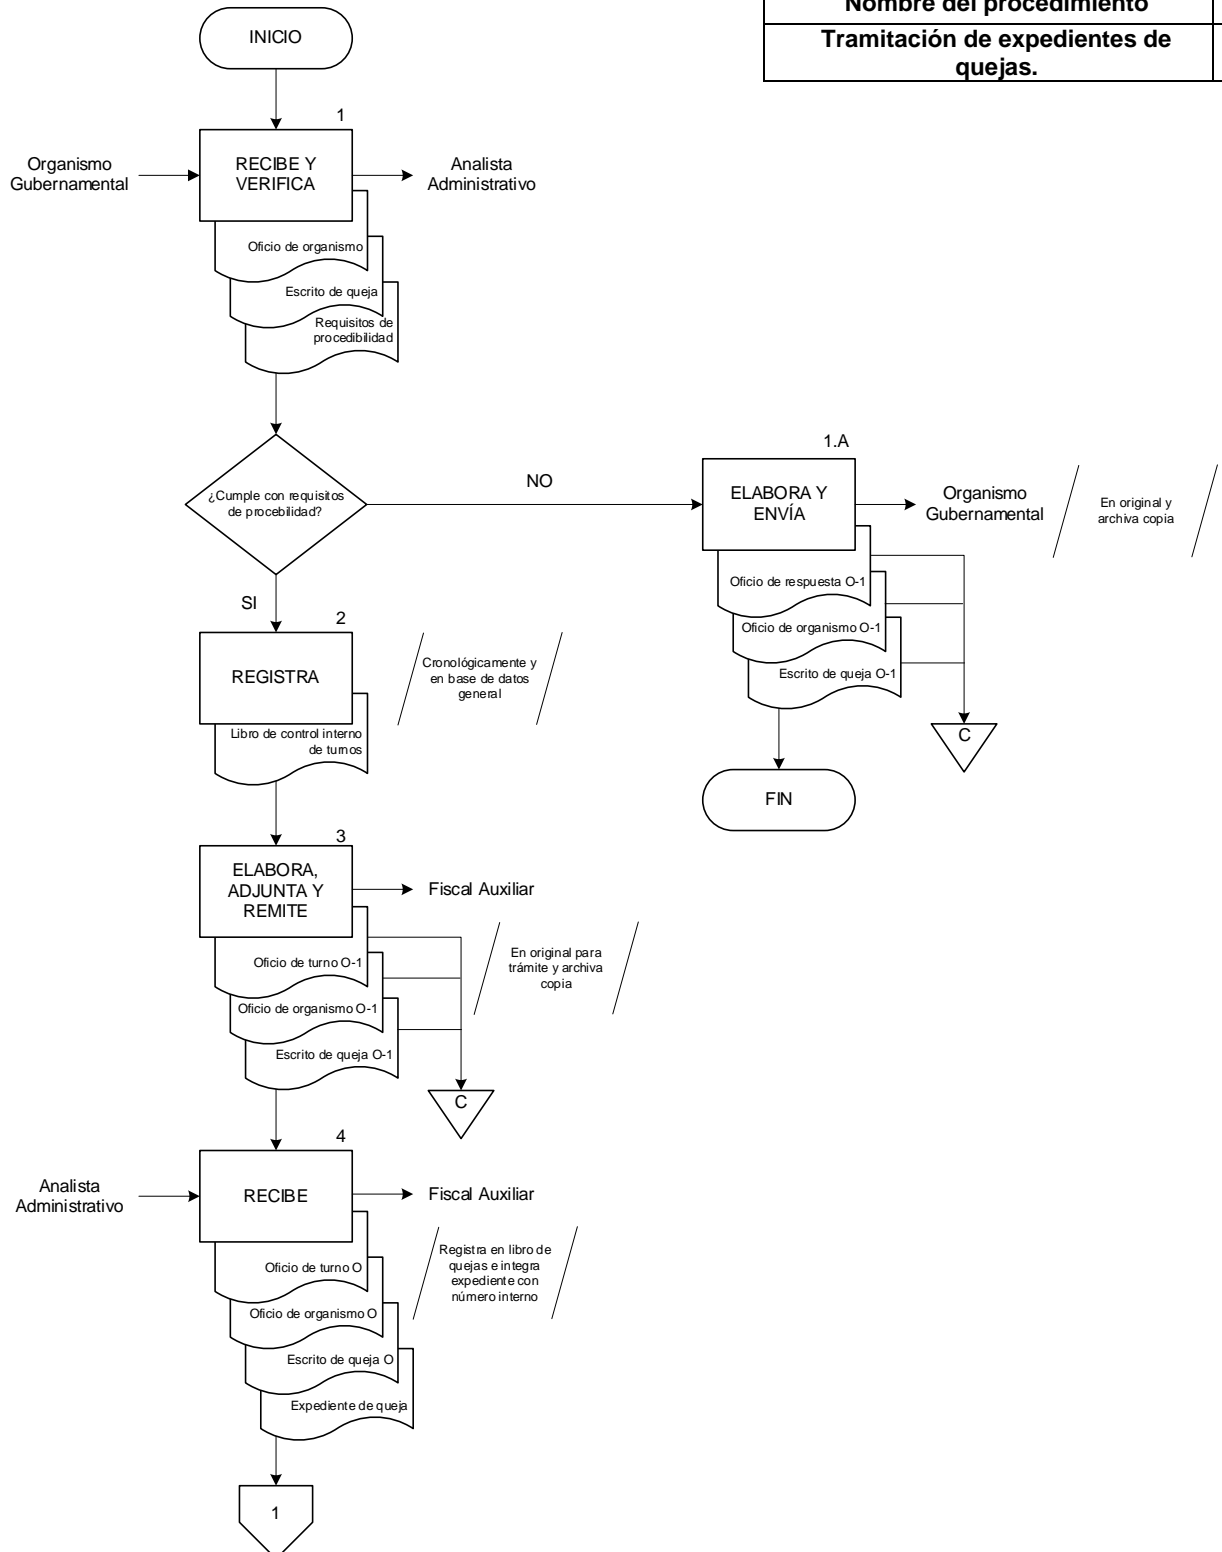 Nombre del procedimiento
Tramitación de expedientes de
quejas.
INICIO
1
Organismo
Gubernamental
RECIBE Y
VERIFICA
Analista
Administrativo
Oficio de organismo
Escrito de queja
Requisitos de
procedibilidad
¿Cumple con requisitos
de procebilidad?
NO
1.A
ELABORA Y
ENVÍA
Organismo
Gubernamental
En original y
archiva copia
Oficio de respuesta O-1
Oficio de organismo O-1
Escrito de queja O-1
C
FIN
SI
2
REGISTRA
Cronológicamente y
en base de datos
general
Libro de control interno
de turnos
3
ELABORA,
ADJUNTA Y
REMITE
Fiscal Auxiliar
En original para
trámite y archiva
copia
Oficio de turno O-1
Oficio de organismo O-1
Escrito de queja O-1
C
4
Analista
Administrativo
RECIBE
Fiscal Auxiliar
Registra en libro de
quejas e integra
expediente con
número interno
Oficio de turno O
Oficio de organismo O
Escrito de queja O
Expediente de queja
1